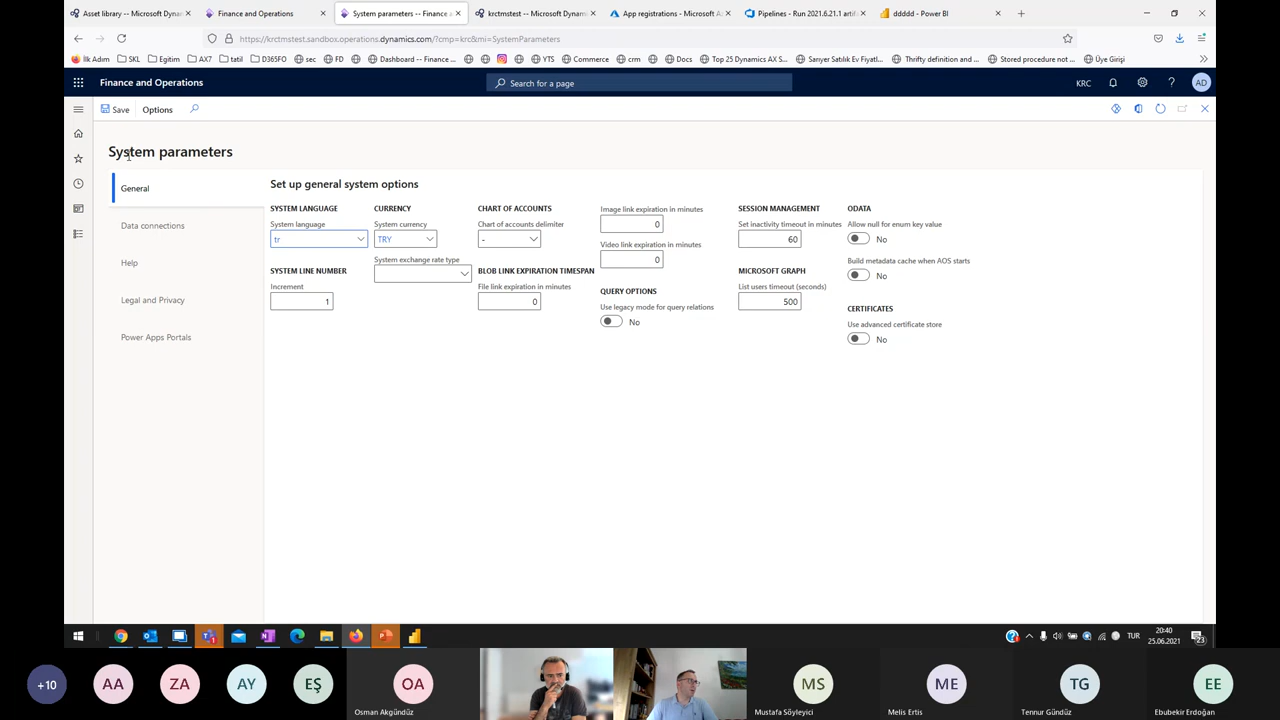 Asset library -- Microsoft Dynam
Finance and Operations
System parameters -- Finance a
krctmstest -- Microsoft Dynami
App registrations - Microsoft Az
Pipelines - Run 2021.6.21.1 artif
ddddd - Power BI
https://krctmstest.sandbox.operations.dynamics.com/?cmp=krc&mi=SystemParameters
İlk Adım
SKL
Egitim
AX7
tatil
D365FO
sec
FD
Dashboard -- Finance ...
YTS
Commerce
crm
Docs
Top 25 Dynamics AX S...
Sarıyer Satılık Ev Fiyatl...
Thrifty definition and ...
Stored procedure not ...
Üye Girişi
Finance and Operations
Search for a page
KRC
AD
Save
Options
System parameters
General
Data connections
Help
Legal and Privacy
Power Apps Portals
Set up general system options
SYSTEM LANGUAGE
System language
tr
SYSTEM LINE NUMBER
Increment
1
CURRENCY
System currency
TRY
System exchange rate type
CHART OF ACCOUNTS
Chart of accounts delimiter
-
BLOB LINK EXPIRATION TIMESPAN
File link expiration in minutes
0
Image link expiration in minutes
0
Video link expiration in minutes
0
QUERY OPTIONS
Use legacy mode for query relations
No
SESSION MANAGEMENT
Set inactivity timeout in minutes
60
MICROSOFT GRAPH
List users timeout (seconds)
500
ODATA
Allow null for enum key value
No
Build metadata cache when AOS starts
No
CERTIFICATES
Use advanced certificate store
No
TUR
20:40
25.06.2021
23
+10
AA
ZA
AY
EŞ
OA
Osman Akgündüz
MS
Mustafa Söyleyici
ME
Melis Ertis
TG
Tennur Gündüz
EE
Ebubekir Erdoğan